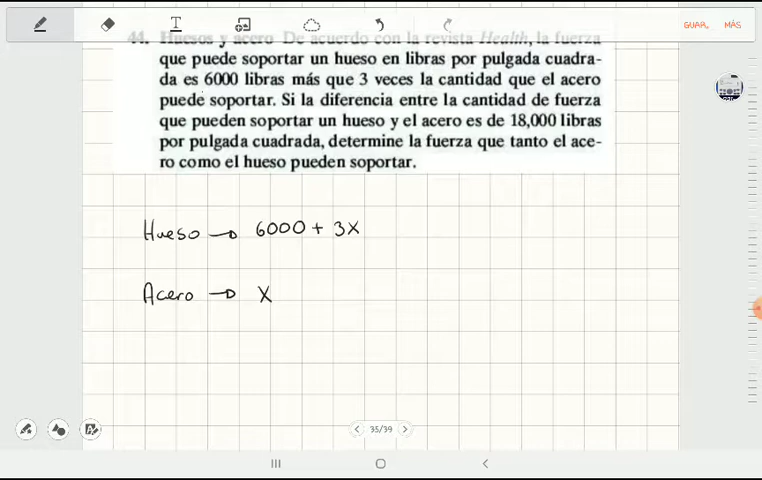 T
GUAR.
MÁS
44. Huesos y acero De acuerdo con la revista Health, la fuerza
que puede soportar un hueso en libras por pulgada cuadra-
da es 6000 libras más que 3 veces la cantidad que el acero
puede soportar. Si la diferencia entre la cantidad de fuerza
que pueden soportar un hueso y el acero es de 18,000 libras
por pulgada cuadrada, determine la fuerza que tanto el ace-
ro como el hueso pueden soportar.
Hueso → 6000 + 3X
Acero → X
35/39